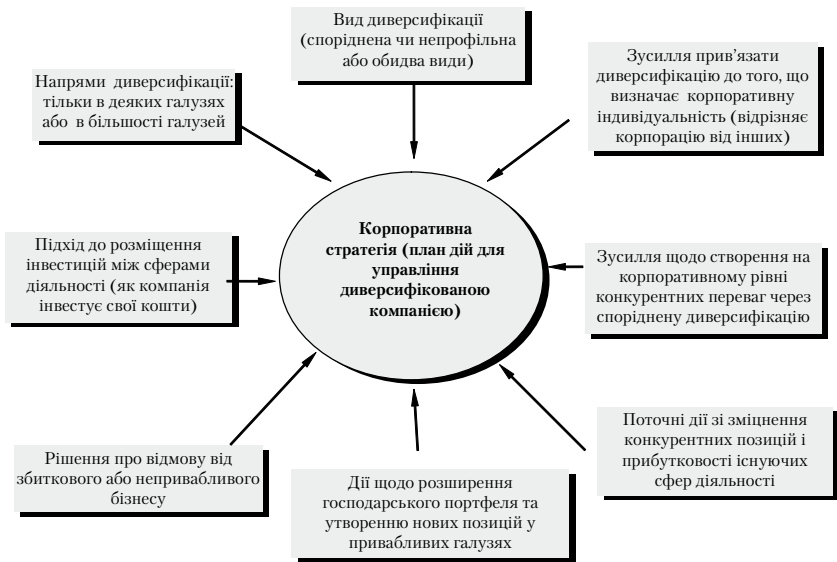 Вид диверсифікації
(споріднена чи непрофільна
або обидва види)
Напрями диверсифікації:
тільки в деяких галузях
або в більшості галузей
Зусилля прив’язати
диверсифікацію до того, що
визначає корпоративну
індивідуальність (відрізняє
корпорацію від інших)
Корпоративна
стратегія (план дій для
управління
диверсифікованою
компанією)
Підхід до розміщення
інвестицій між сферами
діяльності (як компанія
інвестує свої кошти)
Зусилля щодо створення на
корпоративному рівні
конкурентних переваг через
споріднену диверсифікацію
Рішення про відмову від
збиткового або непривабливого
бізнесу
Дії щодо розширення
господарського портфеля та
утворенню нових позицій у
привабливих галузях
Поточні дії зі зміцнення
конкурентних позицій і
прибутковості існуючих
сфер діяльності